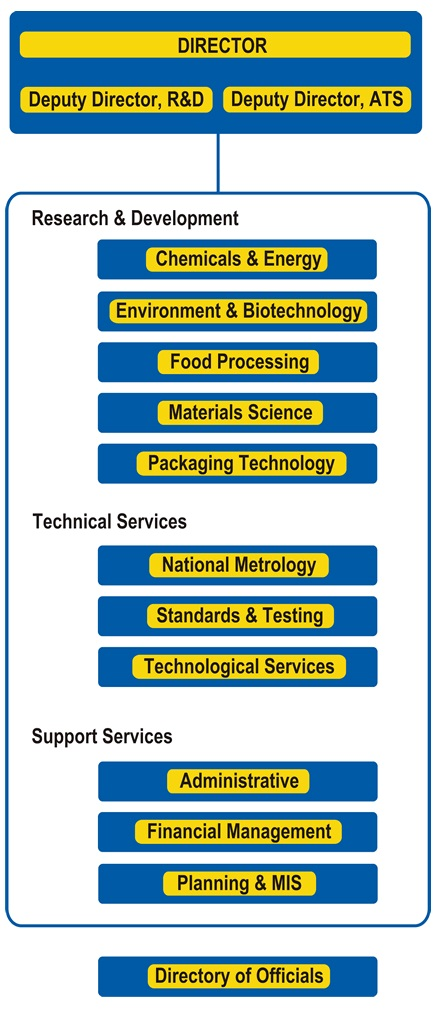 DIRECTOR
Deputy Director, R&D
Deputy Director, ATS
Research & Development
Chemicals & Energy
Environment & Biotechnology
Food Processing
Materials Science
Packaging Technology
Technical Services
National Metrology
Standards & Testing
Technological Services
Support Services
Administrative
Financial Management
Planning & MIS
Directory of Officials